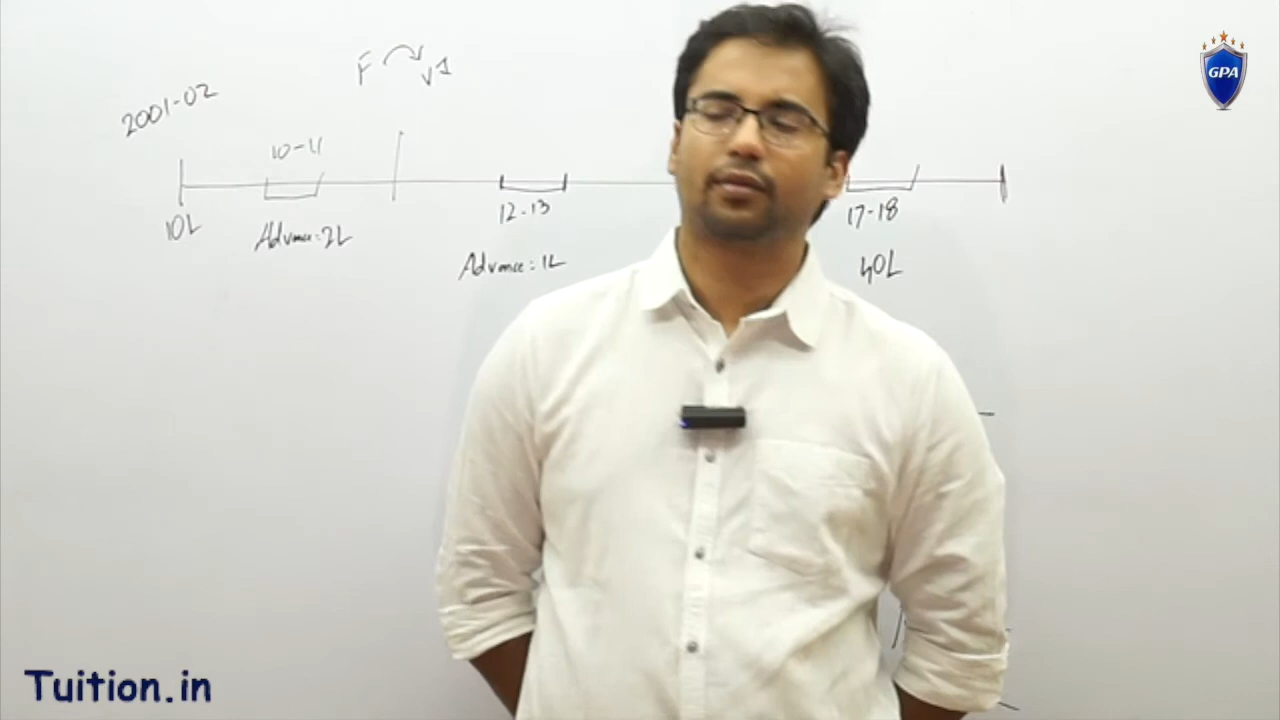 F v1
2001-02
10-11
10L
Advance: 2L
12-13
Advance: 1L
17-18
40L
GPA
Tuition.in